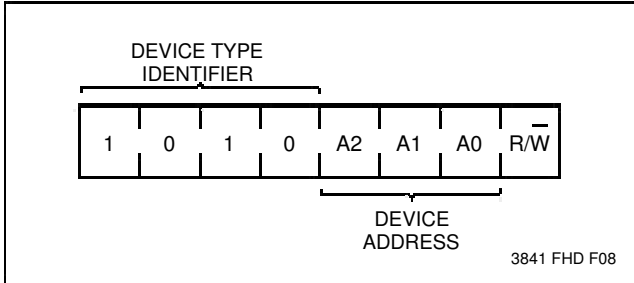 DEVICE TYPE
IDENTIFIER
1 0 1 0 A2 A1 A0 R/W̅
DEVICE
ADDRESS
3841 FHD F08